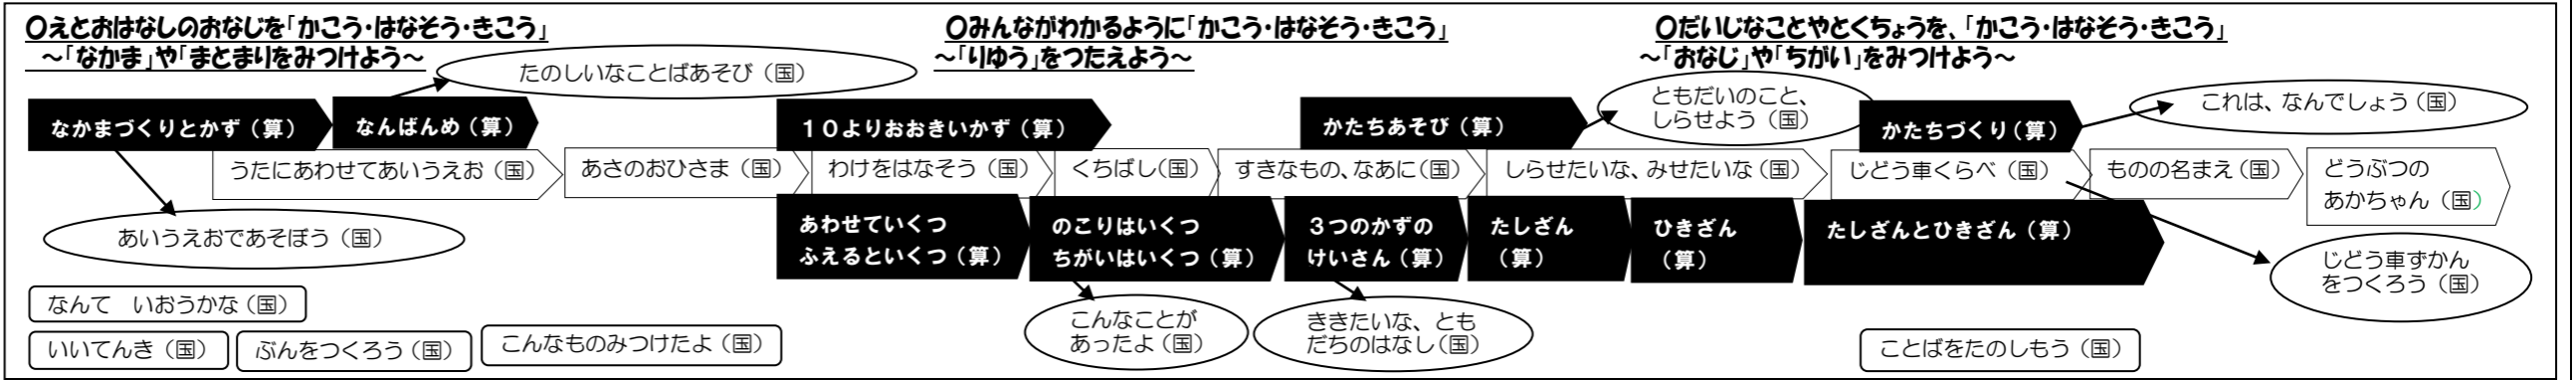 〇えとおはなしのおなじを「かこう・はなそう・きこう」
～「なかま」や「まとまりをみつけよう～
〇みんながわかるように「かこう・はなそう・きこう」
～「りゆう」をつたえよう～
〇だいじなことやとくちょうを、「かこう・はなそう・きこう」
～「おなじ」や「ちがい」をみつけよう～
たのしいなことばあそび（国）
ともだいのこと、
しらせよう（国）
これは、なんでしょう（国）
なかまづくりとかず（算）
なんばんめ（算）
１０よりおおきいかず（算）
かたちあそび（算）
かたちづくり（算）
うたにあわせてあいうえお（国）
あさのおひさま（国）
わけをはなそう（国）
くちばし（国）
すきなもの、なあに（国）
しらせたいな、みせたいな（国）
じどう車くらべ（国）
ものの名まえ（国）
どうぶつの
あかちゃん（国）
あわせていくつ
ふえるといくつ（算）
のこりはいくつ
ちがいはいくつ（算）
３つのかずの
けいさん（算）
たしざん
（算）
ひきざん
（算）
たしざんとひきざん（算）
あいうえおであそぼう（国）
こんなことが
あったよ（国）
ききたいな、とも
だちのはなし（国）
じどう車ずかん
をつくろう（国）
なんて　いおうかな（国）
いいてんき（国）
ぶんをつくろう（国）
こんなものみつけたよ（国）
ことばをたのしもう（国）